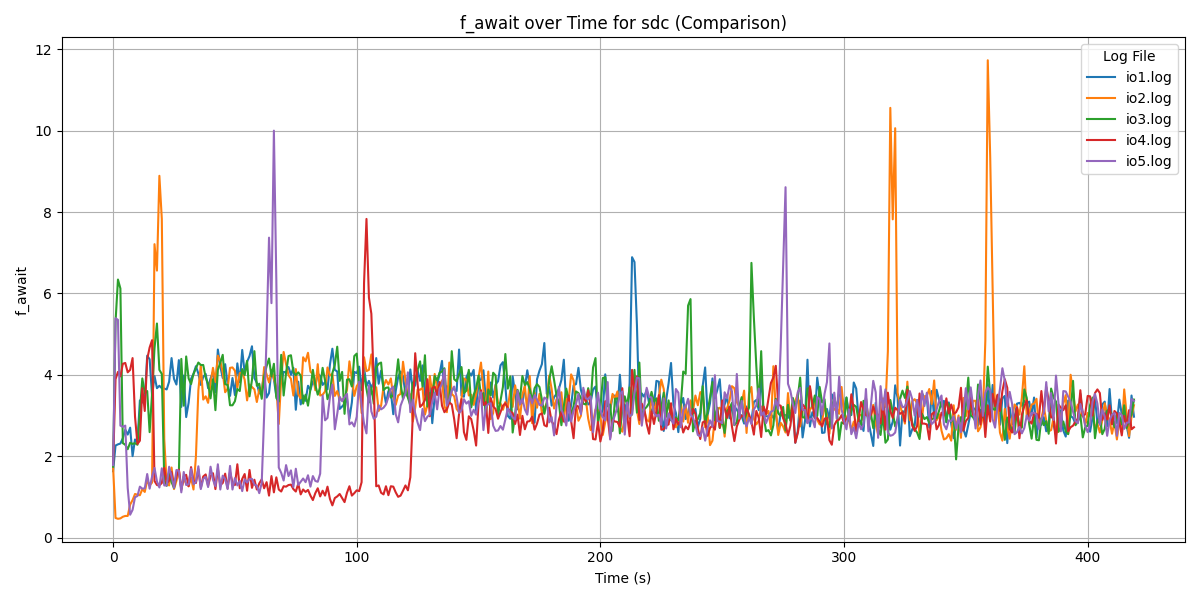 f_await over Time for sdc (Comparison)
12
10
8
6
4
2
0
f_await
0 100 200 300 400
Time (s)
Log File
io1.log
io2.log
io3.log
io4.log
io5.log